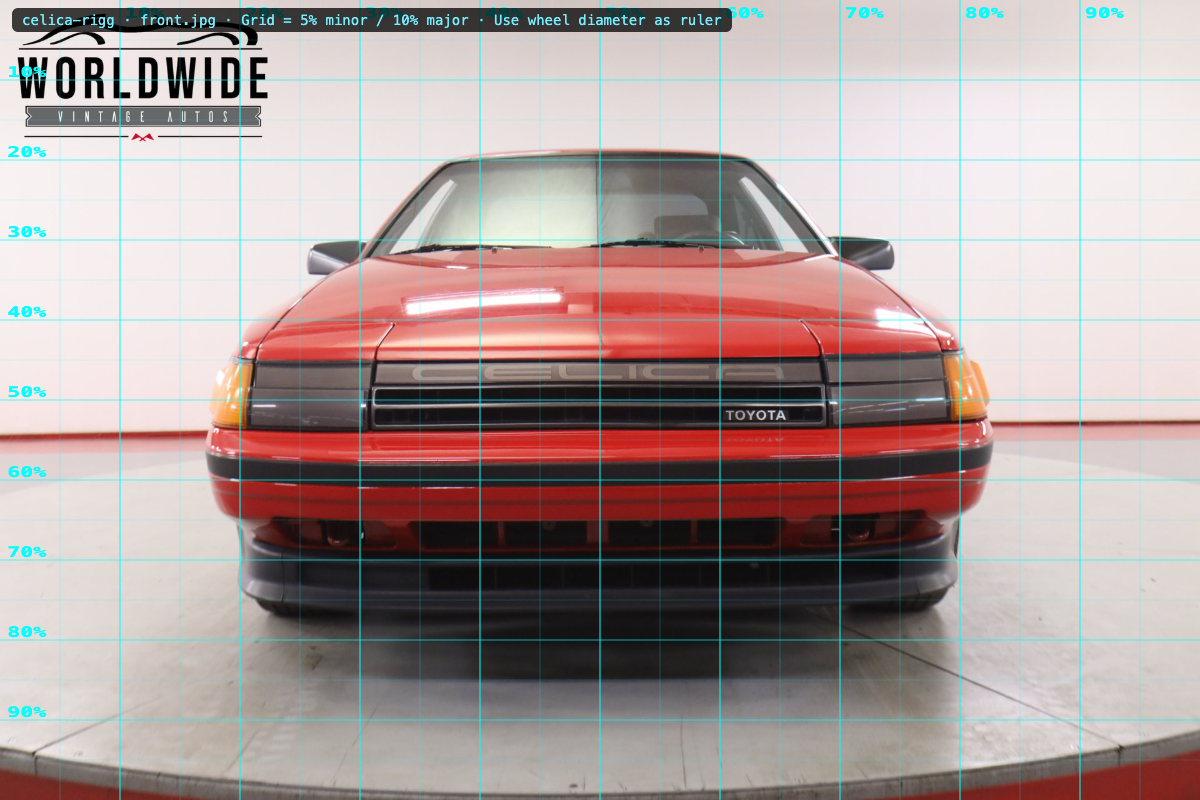 celica-rigg · front.jpg · Grid = 5% minor / 10% major · Use wheel diameter as ruler
60% 70% 80% 90%
10%
WORLDWIDE
VINTAGE AUTOS
20%
30%
40%
CELICA
50%
TOYOTA
60%
70%
80%
90%